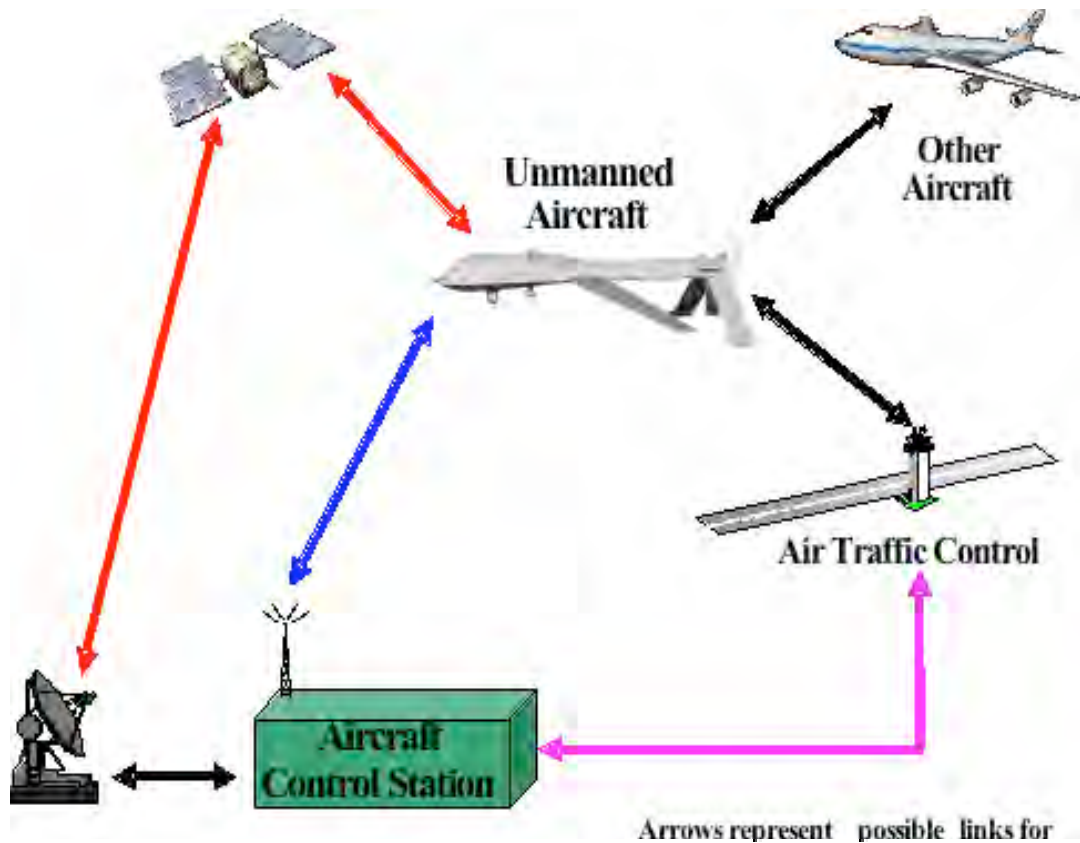 Other
Aircraft
Unmanned
Aircraft
Air Traffic Control
Aircraft
Control Station
Arrows represent possible links for